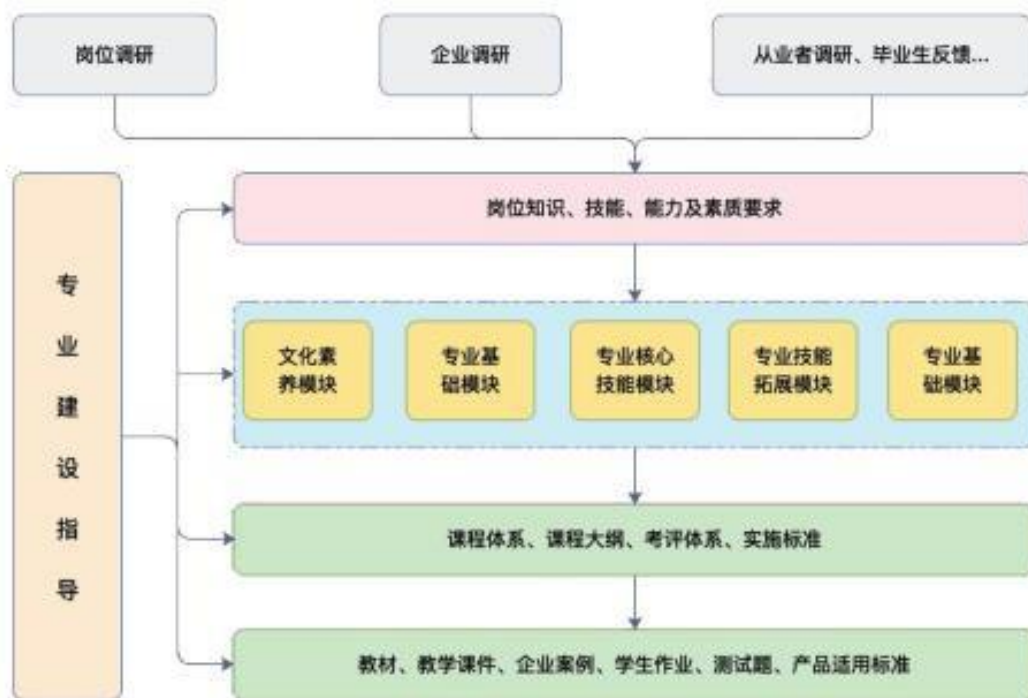 岗位调研
企业调研
从业者调研、毕业生反馈...
岗位知识、技能、能力及素质要求
专业建设指导
文化素
养模块
专业基
础模块
专业核心
技能模块
专业技能
拓展模块
专业基
础模块
课程体系、课程大纲、考评体系、实施标准
教材、教学课件、企业案例、学生作业、测试题、产品适用标准